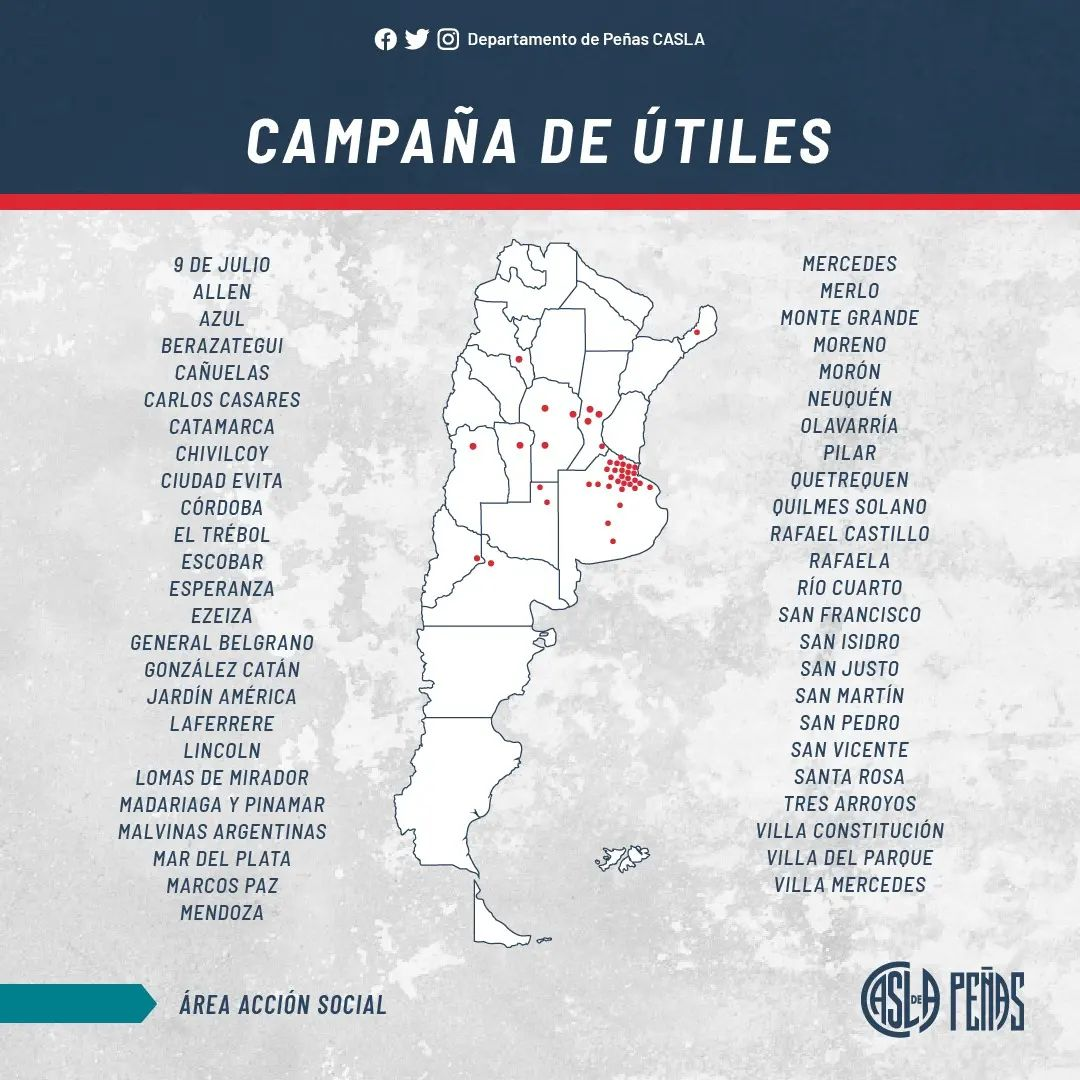 Departamento de Peñas CASLA
CAMPAÑA DE ÚTILES
9 DE JULIO
ALLEN
AZUL
BERAZATEGUI
CAÑUELAS
CARLOS CASARES
CATAMARCA
CHIVILCOY
CIUDAD EVITA
CÓRDOBA
EL TRÉBOL
ESCOBAR
ESPERANZA
EZEIZA
GENERAL BELGRANO
GONZÁLEZ CATÁN
JARDÍN AMÉRICA
LAFERRERE
LINCOLN
LOMAS DE MIRADOR
MADARIAGA Y PINAMAR
MALVINAS ARGENTINAS
MAR DEL PLATA
MARCOS PAZ
MENDOZA
MERCEDES
MERLO
MONTE GRANDE
MORENO
MORÓN
NEUQUÉN
OLAVARRÍA
PILAR
QUETREQUEN
QUILMES SOLANO
RAFAEL CASTILLO
RAFAELA
RÍO CUARTO
SAN FRANCISCO
SAN ISIDRO
SAN JUSTO
SAN MARTÍN
SAN PEDRO
SAN VICENTE
SANTA ROSA
TRES ARROYOS
VILLA CONSTITUCIÓN
VILLA DEL PARQUE
VILLA MERCEDES
ÁREA ACCIÓN SOCIAL
CASLA DE PEÑAS